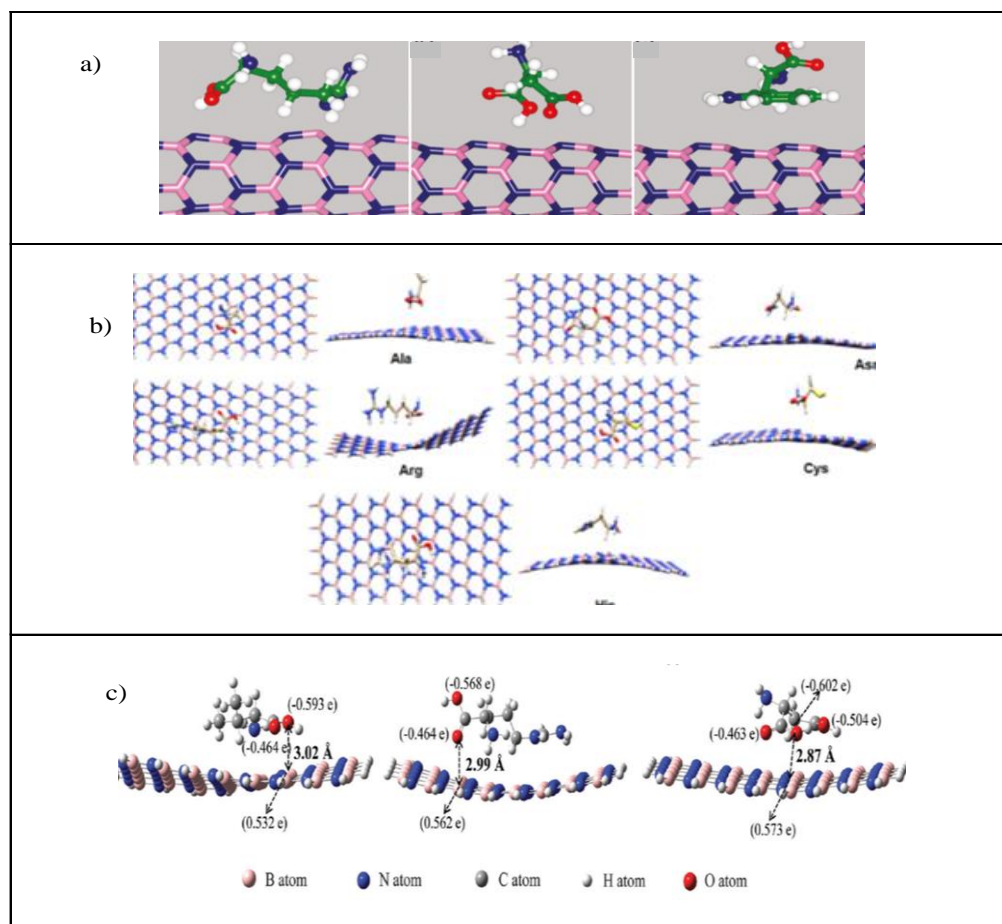 a)
b)
Ala
Arg
Cys
c)
(-0.568 e)
(-0.602 e)
(-0.593 e)
(-0.504 e)
(-0.464 e)
(-0.464 e)
(-0.463 e)
3.02 Å
2.99 Å
2.87 Å
(0.532 e)
(0.562 e)
(0.573 e)
B atom N atom C atom H atom O atom